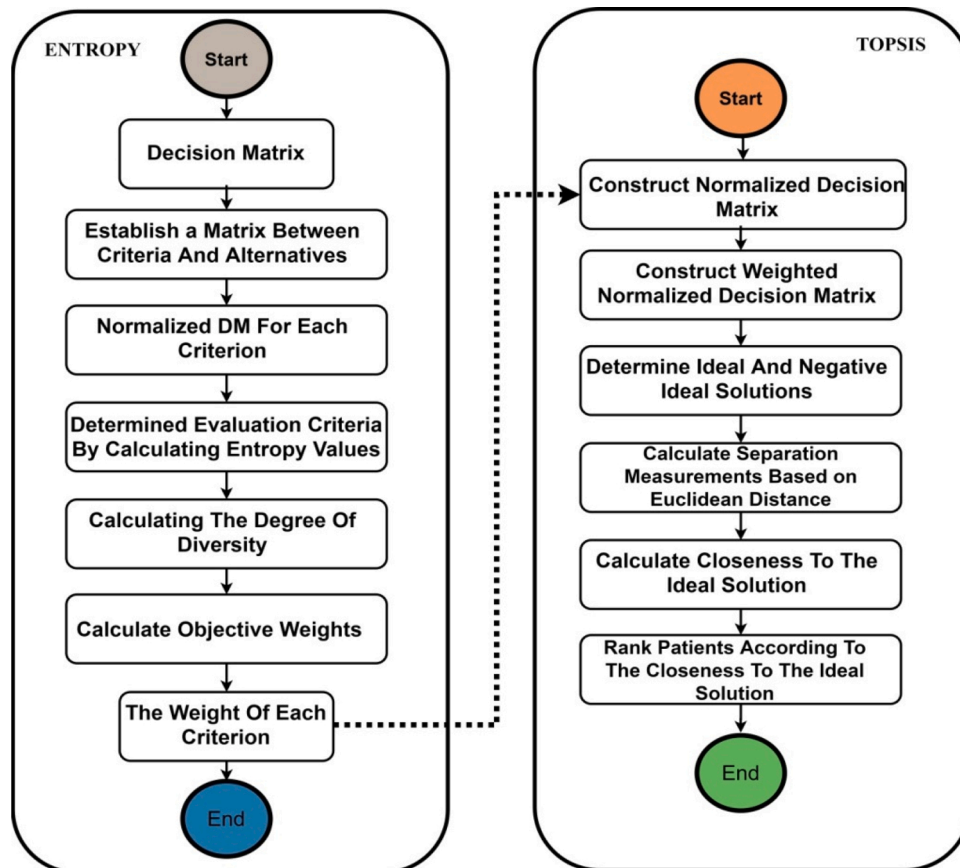 ENTROPY
Start
Decision Matrix
Establish a Matrix Between
Criteria And Alternatives
Normalized DM For Each
Criterion
Determined Evaluation Criteria
By Calculating Entropy Values
Calculating The Degree Of
Diversity
Calculate Objective Weights
The Weight Of Each
Criterion
End
TOPSIS
Start
Construct Normalized Decision
Matrix
Construct Weighted
Normalized Decision Matrix
Determine Ideal And Negative
Ideal Solutions
Calculate Separation
Measurements Based on
Euclidean Distance
Calculate Closeness To The
Ideal Solution
Rank Patients According To
The Closeness To The Ideal
Solution
End